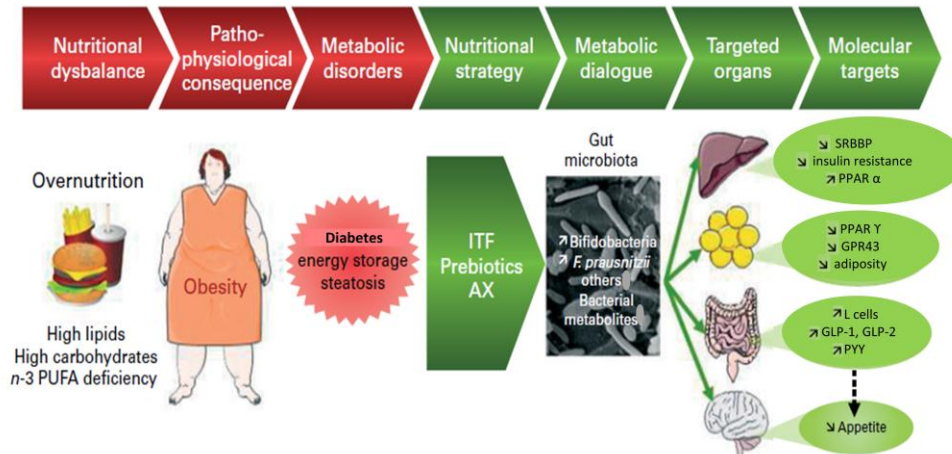 Nutritional
dysbalance
Patho-
physiological
consequence
Metabolic
disorders
Nutritional
strategy
Metabolic
dialogue
Targeted
organs
Molecular
targets
Overnutrition
High lipids
High carbohydrates
n-3 PUFA deficiency
Obesity
Diabetes
energy storage
steatosis
ITF
Prebiotics
AX
Gut
microbiota
↗ Bifidobacteria
↗ F. prausnitzii
others
Bacterial
metabolites
↘ SRBBP
↘ insulin resistance
↗ PPAR α
↘ PPAR Υ
↘ GPR43
↘ adiposity
↗ L cells
↗ GLP-1, GLP-2
↗ PYY
↘ Appetite